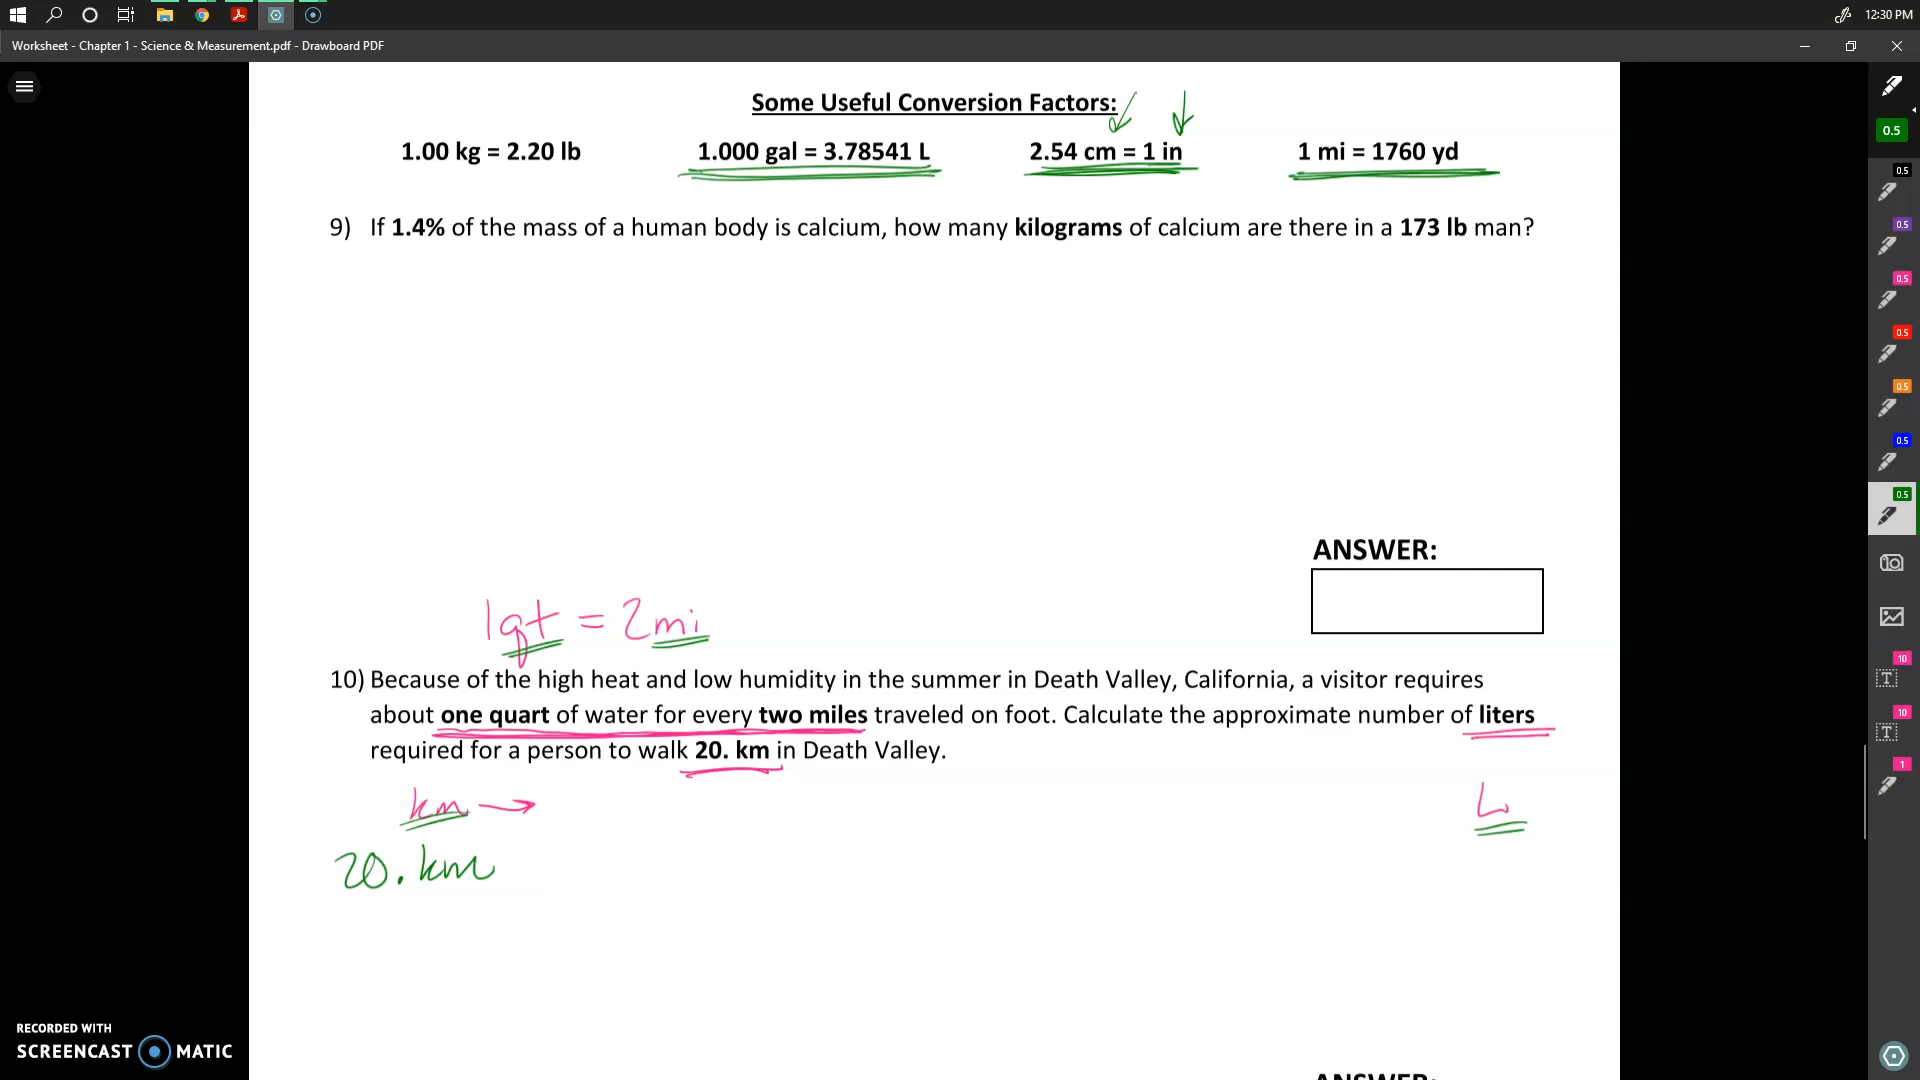 12:30 PM
Worksheet - Chapter 1 - Science & Measurement.pdf - Drawboard PDF
Some Useful Conversion Factors:
1.00 kg = 2.20 lb 1.000 gal = 3.78541 L 2.54 cm = 1 in 1 mi = 1760 yd
9) If 1.4% of the mass of a human body is calcium, how many kilograms of calcium are there in a 173 lb man?
ANSWER:
1qt = 2mi
10) Because of the high heat and low humidity in the summer in Death Valley, California, a visitor requires
about one quart of water for every two miles traveled on foot. Calculate the approximate number of liters
required for a person to walk 20. km in Death Valley.
km → L
20. km
ANSWER:
RECORDED WITH
SCREENCAST MATIC
0.5
0.5
0.5
0.5
0.5
0.5
0.5
0.5
10
T
10
T
1